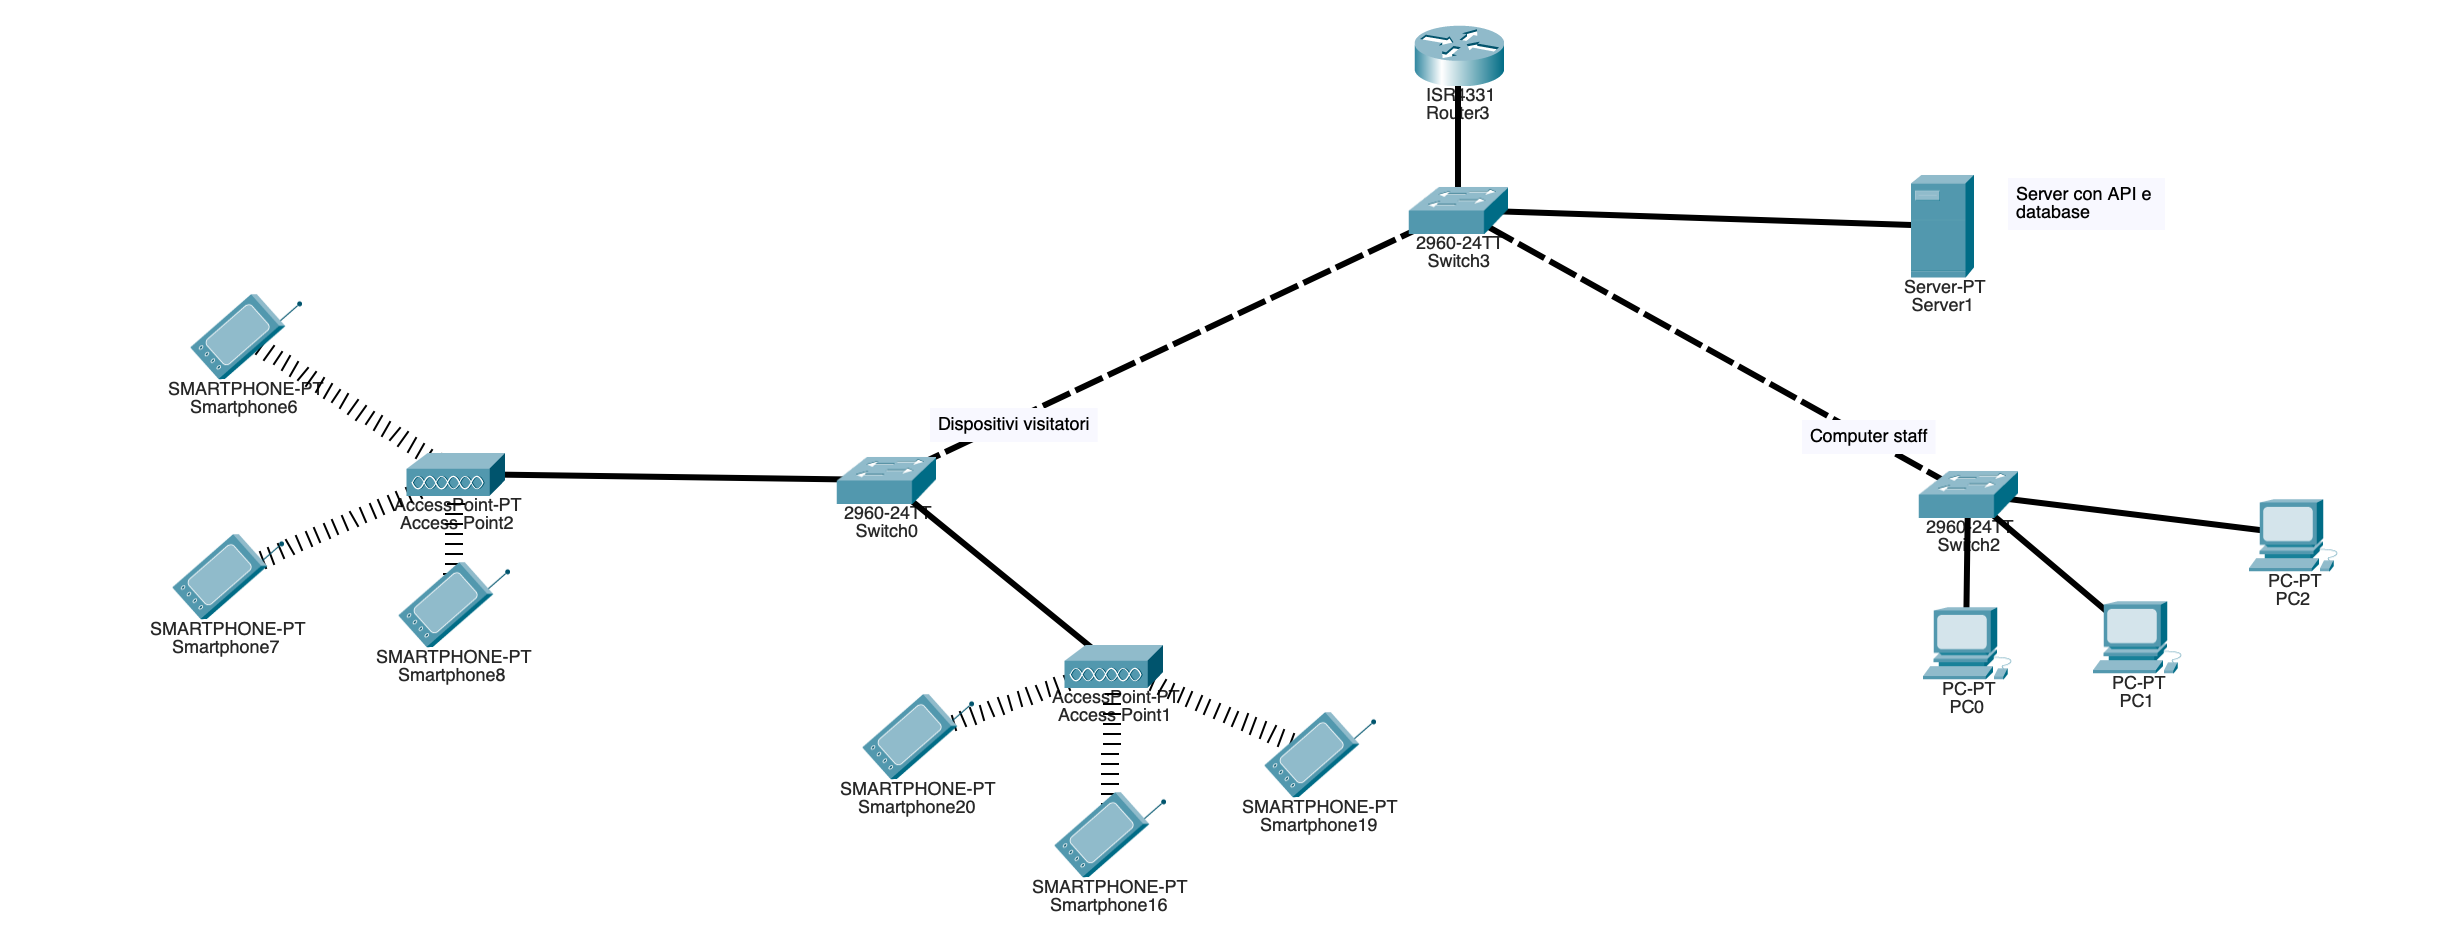 ISR4331
Router3
Server con API e
database
2960-24TT
Switch3
Server-PT
Server1
SMARTPHONE-PT
Smartphone6
Dispositivi visitatori
Computer staff
AccessPoint-PT
Access Point2
2960-24TT
Switch0
2960-24TT
Switch2
PC-PT
PC2
SMARTPHONE-PT
Smartphone7
SMARTPHONE-PT
Smartphone8
AccessPoint-PT
Access Point1
PC-PT
PC0
PC-PT
PC1
SMARTPHONE-PT
Smartphone20
SMARTPHONE-PT
Smartphone19
SMARTPHONE-PT
Smartphone16